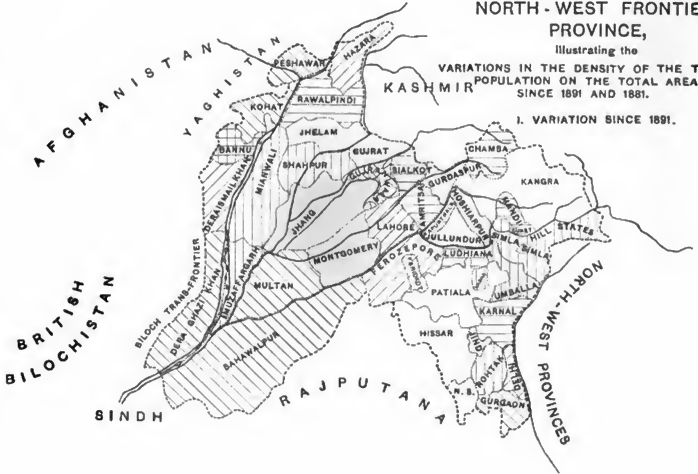 NORTH-WEST FRONTIE
PROVINCE,
illustrating the
VARIATIONS IN THE DENSITY OF THE T
POPULATION ON THE TOTAL AREA
SINCE 1891 AND 1881.
I. VARIATION SINCE 1891.
AFGHANISTAN
YAGHISTAN
PESHAWAR
HAZARA
KASHMIR
KOHAT
RAWALPINDI
BANNU
JHELAM
GUJRAT
SHAHPUR
MIANWALI
DERA ISMAIL KHAN
SIALKOT
GURDASPUR
CHAMBA
KANGRA
JHANG
LAHORE
AMRITSAR
HOSHIARPUR
MANDI
HILL STATES
MONTGOMERY
JULLUNDUR
SIMLA
SIMLA
FEROZEPORE
LUDHIANA
FARIDKOT
BILOCH TRANS-FRONTIER
DERA GHAZI KHAN
MUZAFFARGARH
MULTAN
PATIALA
UMBALLA
KARNAL
BAHAWALPUR
HISSAR
JIND
ROHTAK
DELHI
N. S.
GURGAON
BRITISH
BILOCHISTAN
SINDH
RAJPUTANA
NORTH-WEST PROVINCES